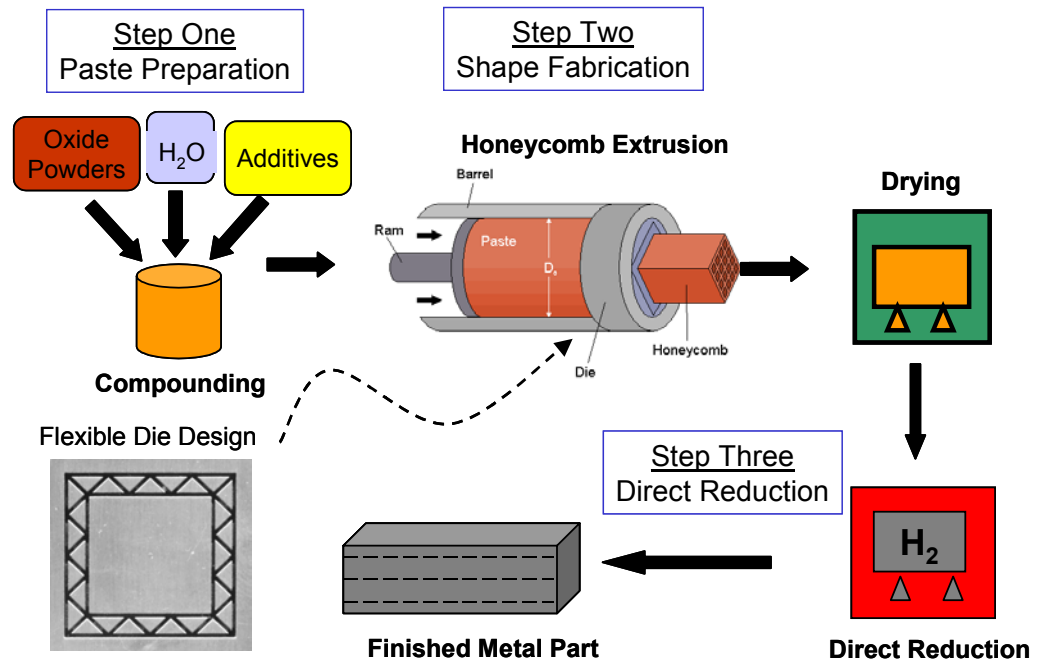 Step One
Paste Preparation
Step Two
Shape Fabrication
Oxide
Powders
H₂O
Additives
Compounding
Honeycomb Extrusion
Barrel
Ram
Paste
Dₛ
Honeycomb
Die
Drying
Flexible Die Design
Step Three
Direct Reduction
H₂
Direct Reduction
Finished Metal Part